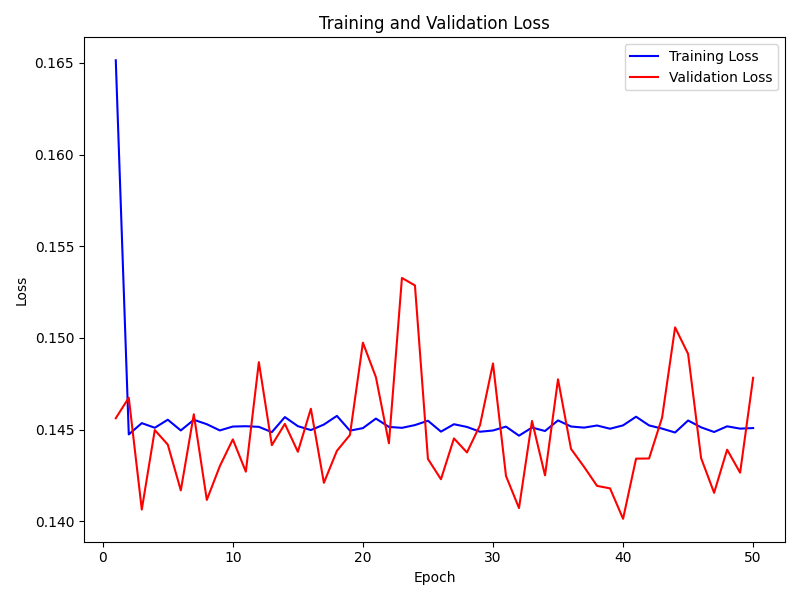 Training and Validation Loss
Training Loss
Validation Loss
0.165
0.160
0.155
0.150
0.145
0.140
Loss
0 10 20 30 40 50
Epoch